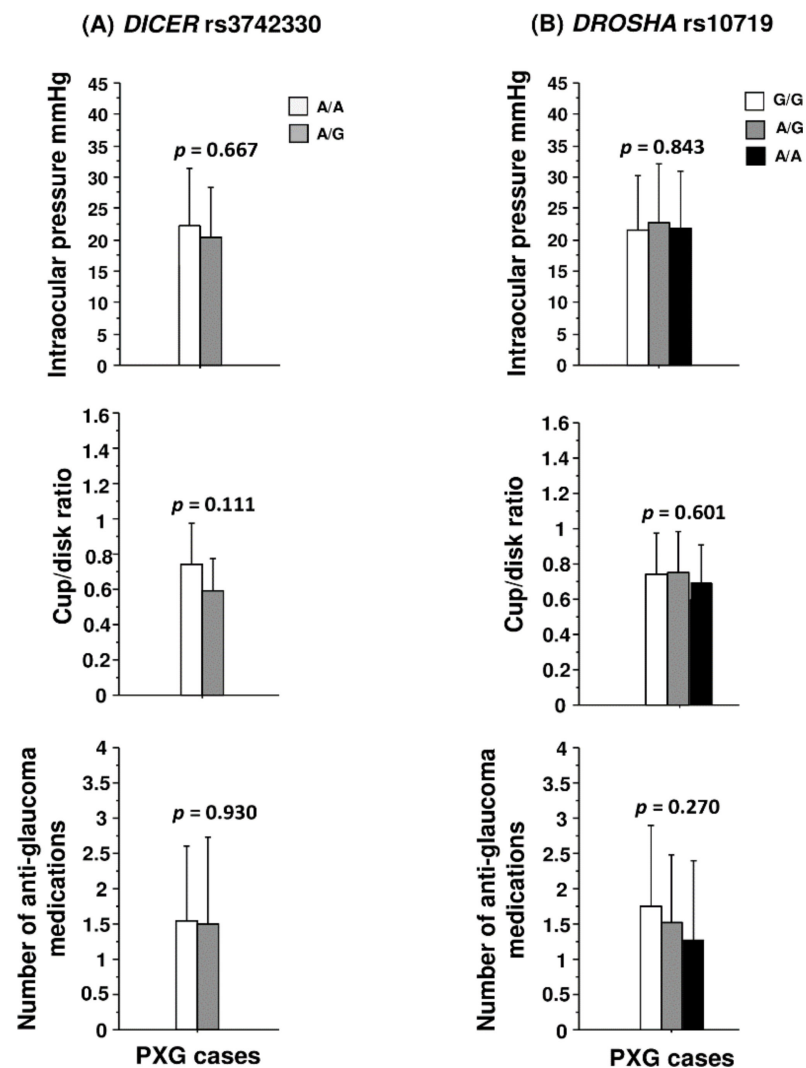 (A) DICER rs3742330
Intraocular pressure mmHg
45
40
35
30
25
20
15
10
5
0
p = 0.667
A/A
A/G
Cup/disk ratio
1.6
1.4
1.2
1
0.8
0.6
0.4
0.2
0
p = 0.111
Number of anti-glaucoma
medications
4
3.5
3
2.5
2
1.5
1
0.5
0
p = 0.930
PXG cases
(B) DROSHA rs10719
Intraocular pressure mmHg
45
40
35
30
25
20
15
10
5
0
p = 0.843
G/G
A/G
A/A
Cup/disk ratio
1.6
1.4
1.2
1
0.8
0.6
0.4
0.2
0
p = 0.601
Number of anti-glaucoma
medications
4
3.5
3
2.5
2
1.5
1
0.5
0
p = 0.270
PXG cases